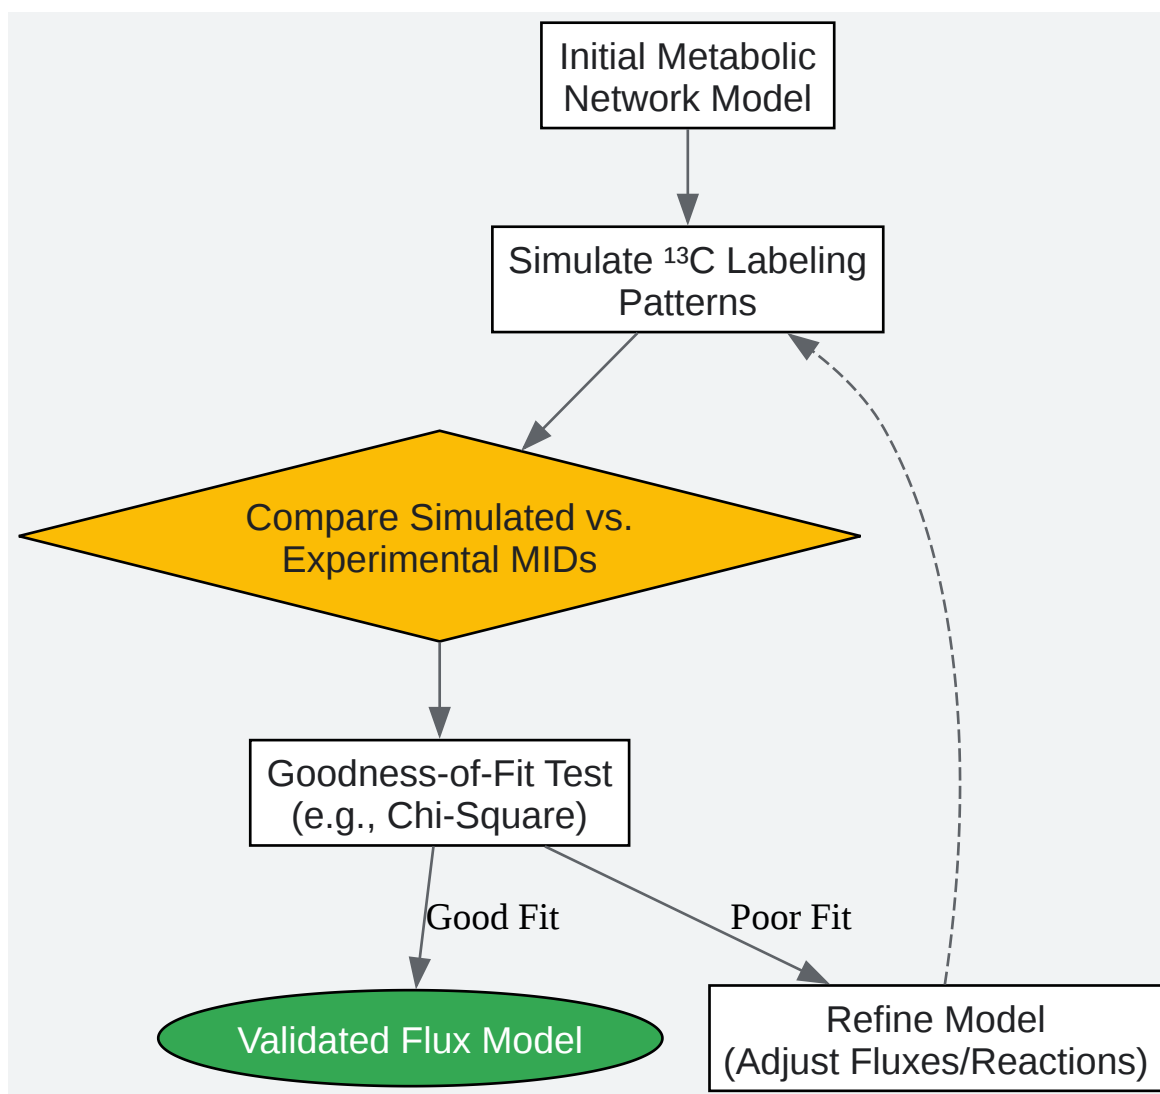 Initial Metabolic
Network Model
Simulate ¹³C Labeling
Patterns
Compare Simulated vs.
Experimental MIDs
Goodness-of-Fit Test
(e.g., Chi-Square)
Good Fit
Poor Fit
Validated Flux Model
Refine Model
(Adjust Fluxes/Reactions)